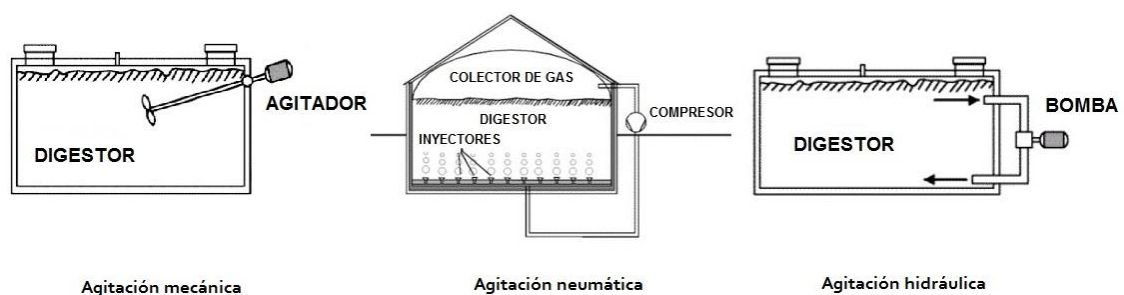 AGITADOR
DIGESTOR
Agitación mecánica
COLECTOR DE GAS
COMPRESOR
DIGESTOR
INYECTORES
Agitación neumática
BOMBA
DIGESTOR
Agitación hidráulica